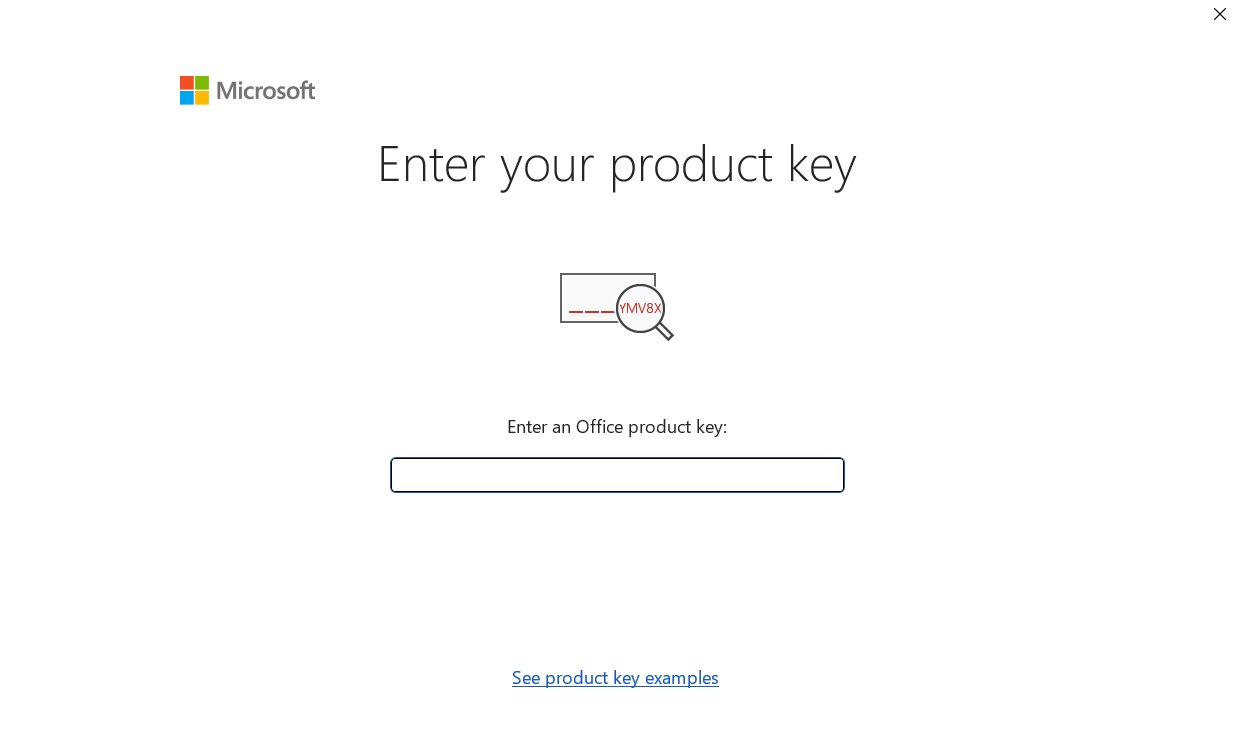 Microsoft
Enter your product key
YMV8X
Enter an Office product key:
See product key examples